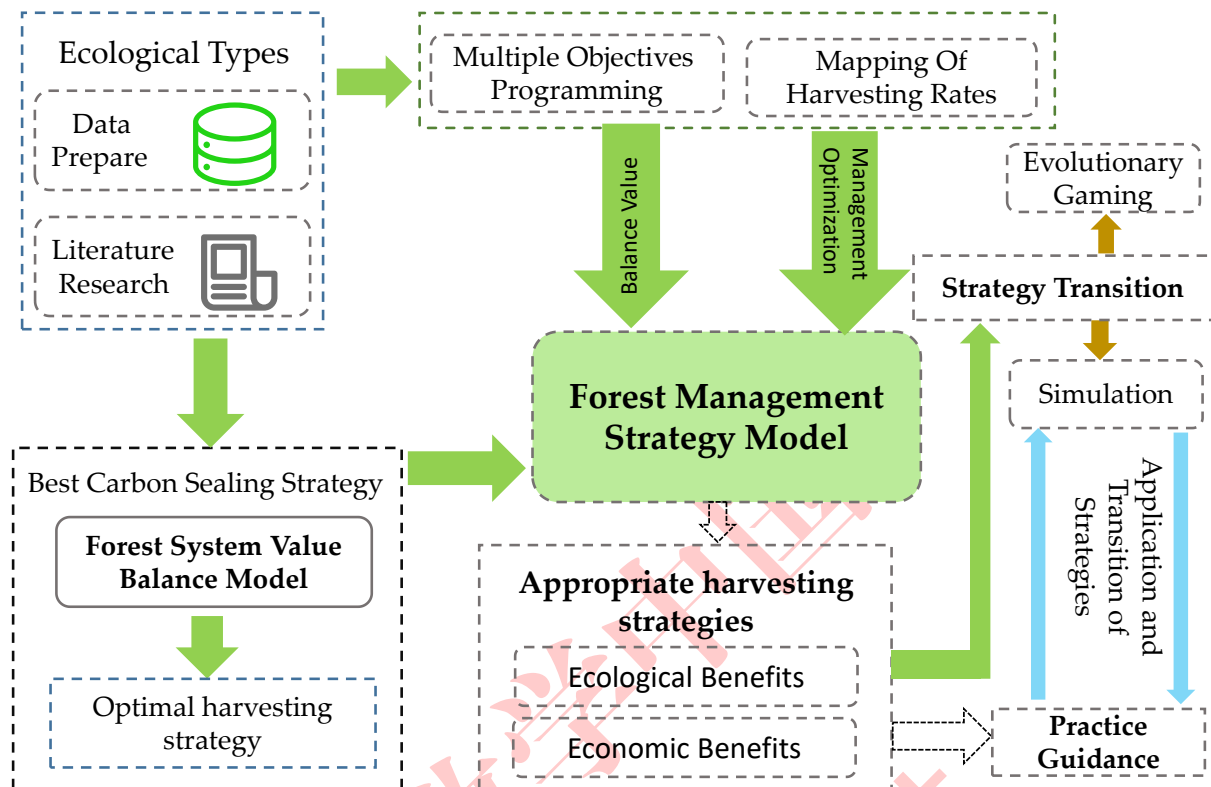 Ecological Types
Data
Prepare
Literature
Research
Multiple Objectives
Programming
Mapping Of
Harvesting Rates
Balance Value
Management
Optimization
Evolutionary
Gaming
Strategy Transition
Simulation
Forest Management
Strategy Model
Best Carbon Sealing Strategy
Forest System Value
Balance Model
Optimal harvesting
strategy
Appropriate harvesting
strategies
Ecological Benefits
Economic Benefits
Application and
Transition of
Strategies
Practice
Guidance